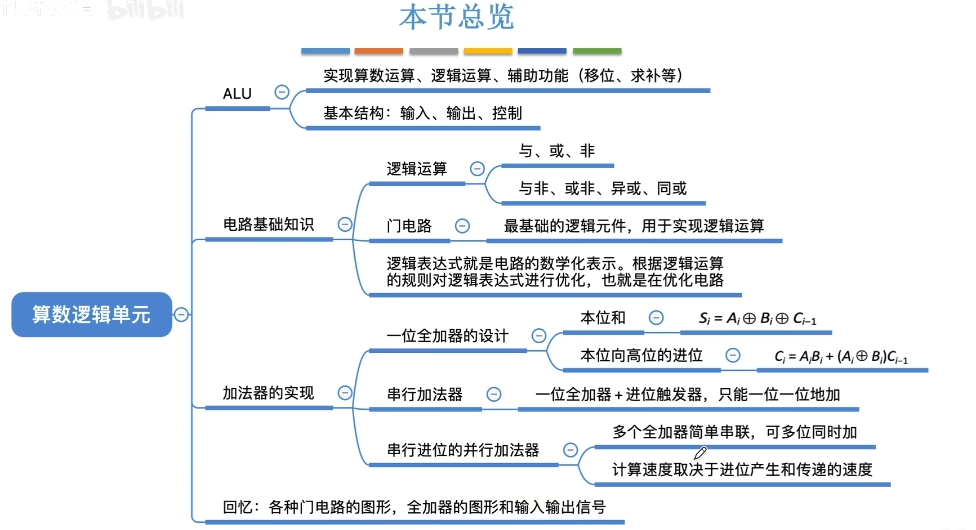 bilibili
本节总览
实现算数运算、逻辑运算、辅助功能（移位、求补等）
ALU
基本结构：输入、输出、控制
与、或、非
逻辑运算
与非、或非、异或、同或
电路基础知识
门电路
最基础的逻辑元件，用于实现逻辑运算
逻辑表达式就是电路的数学化表示。根据逻辑运算
的规则对逻辑表达式进行优化，也就是在优化电路
算数逻辑单元
一位全加器的设计
本位和
Sᵢ = Aᵢ ⊕ Bᵢ ⊕ Cᵢ₋₁
本位向高位的进位
Cᵢ = AᵢBᵢ + (Aᵢ ⊕ Bᵢ)Cᵢ₋₁
加法器的实现
串行加法器
一位全加器 + 进位触发器，只能一位一位地加
串行进位的并行加法器
多个全加器简单串联，可多位同时加
计算速度取决于进位产生和传递的速度
回忆：各种门电路的图形，全加器的图形和输入输出信号